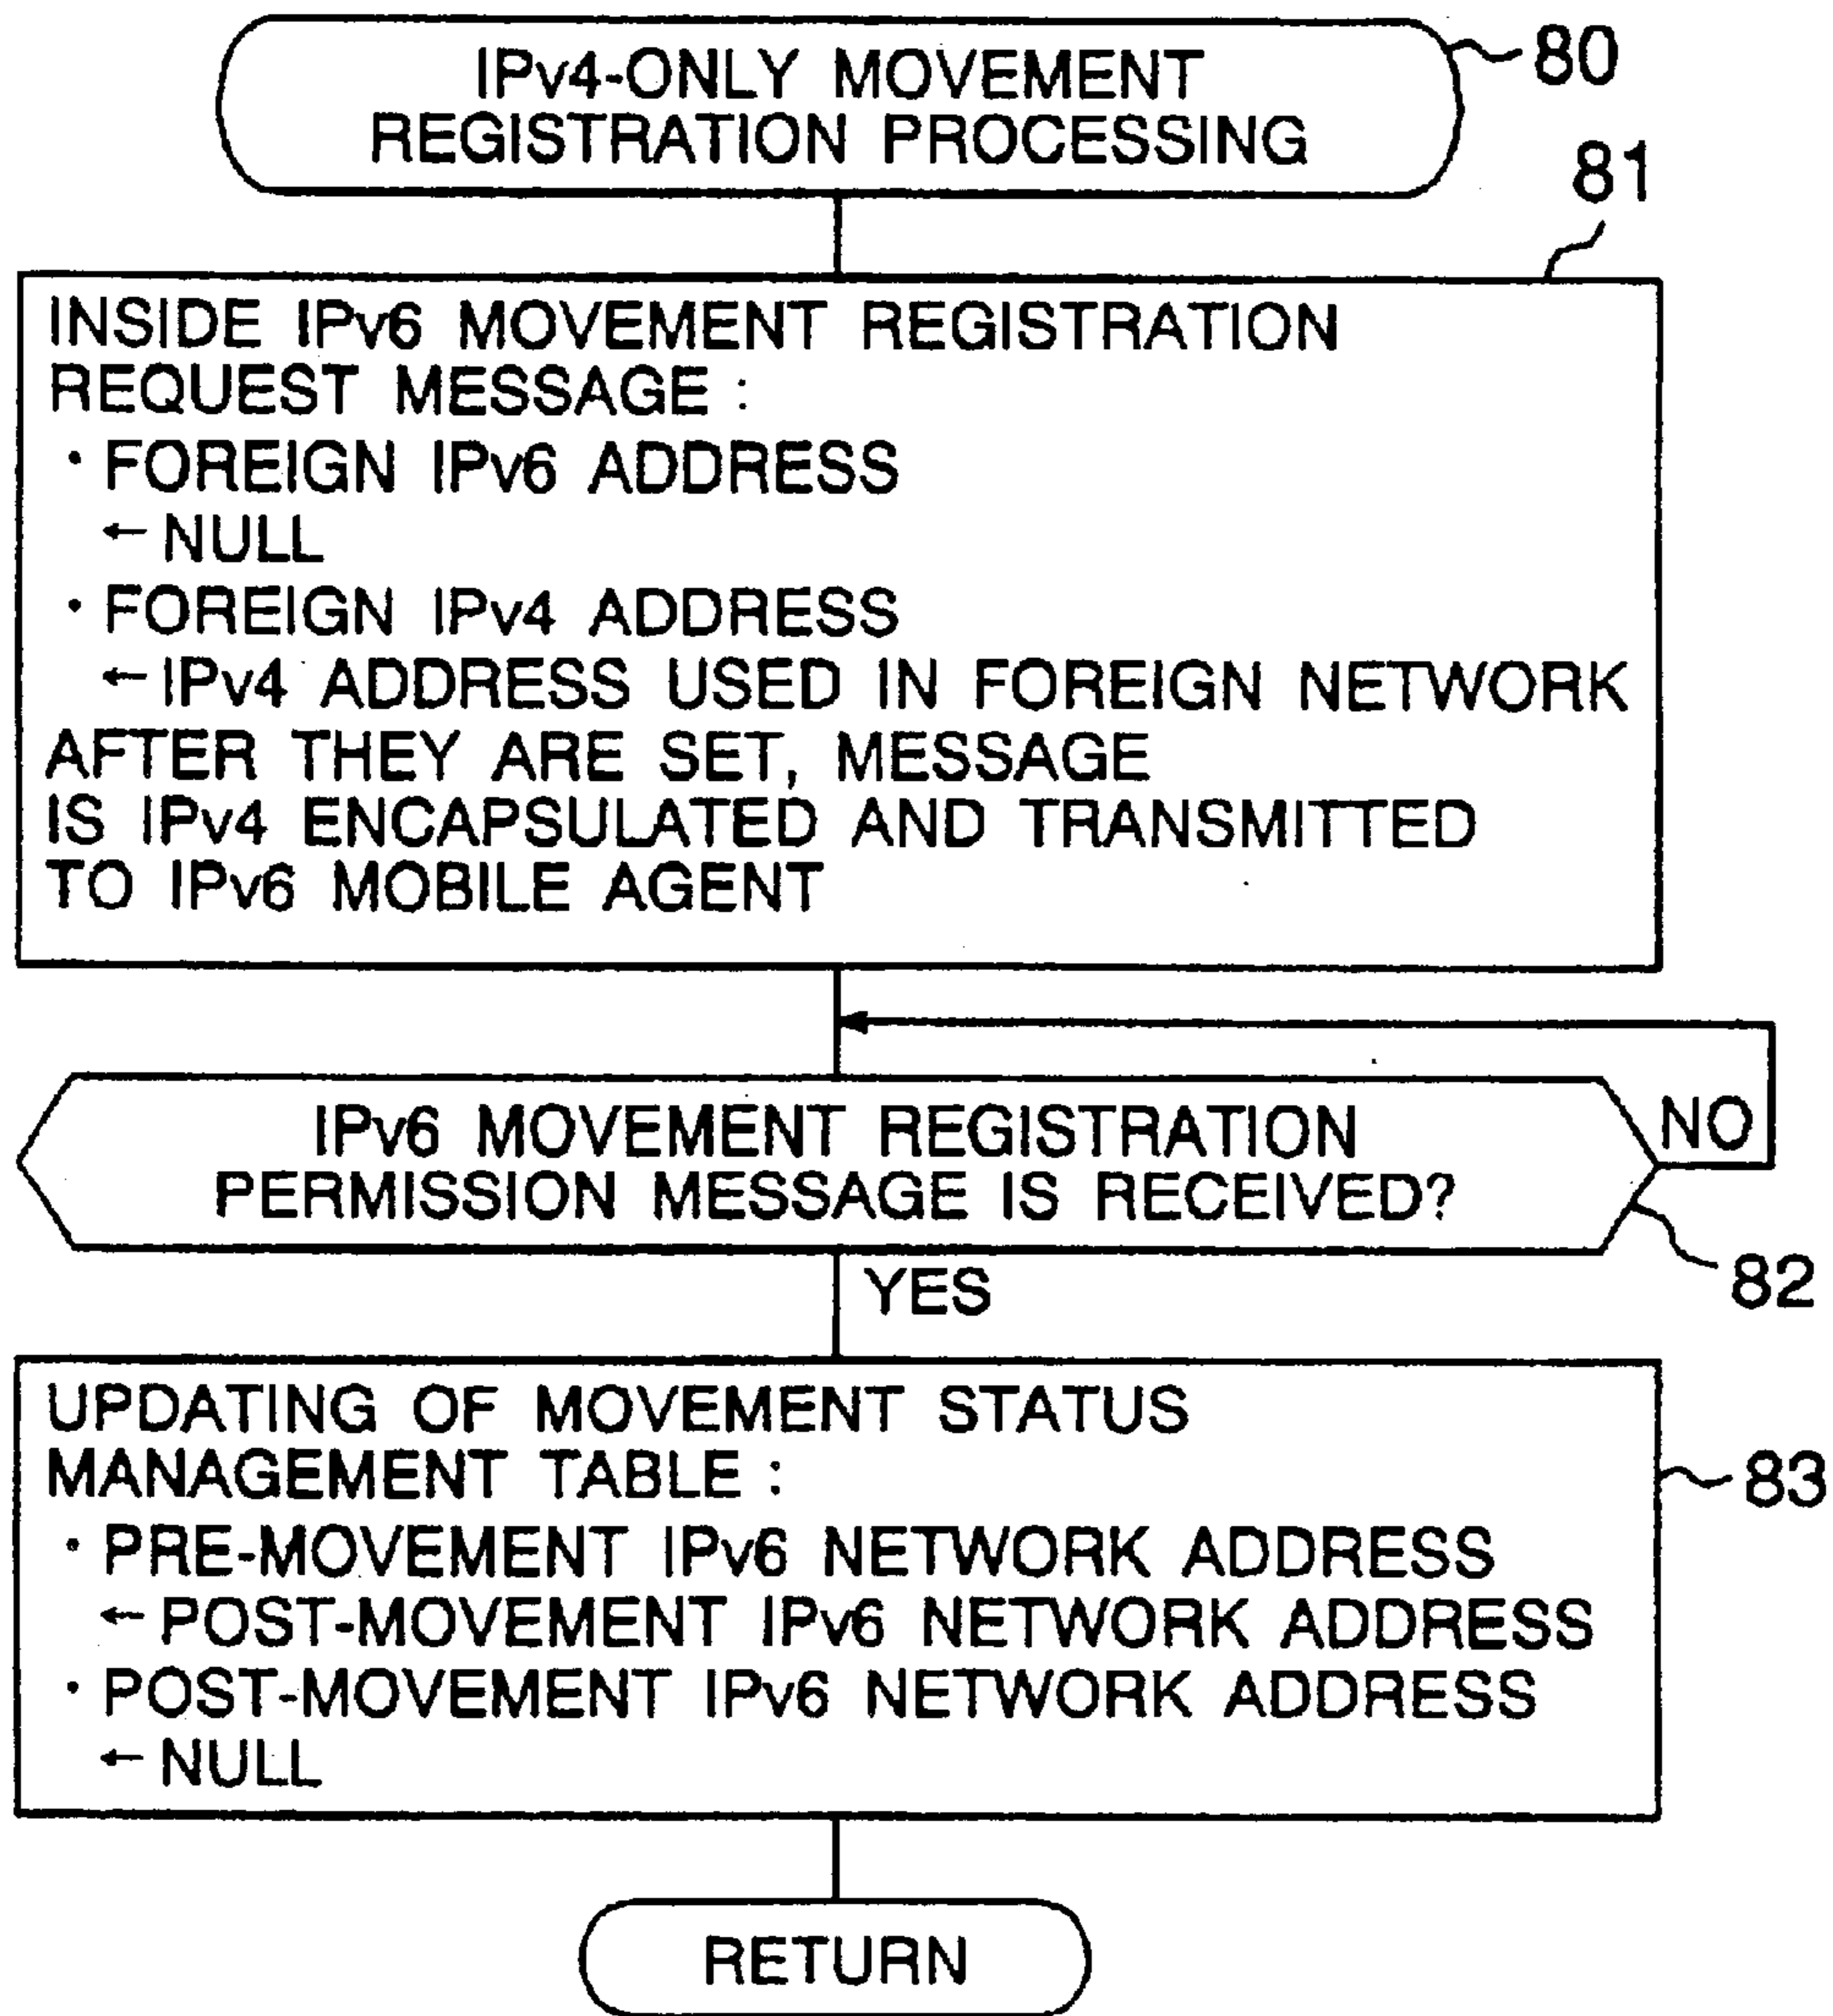 IPv4-ONLY MOVEMENT
REGISTRATION PROCESSING
80
81
INSIDE IPv6 MOVEMENT REGISTRATION
REQUEST MESSAGE :
· FOREIGN IPv6 ADDRESS
← NULL
· FOREIGN IPv4 ADDRESS
← IPv4 ADDRESS USED IN FOREIGN NETWORK
AFTER THEY ARE SET, MESSAGE
IS IPv4 ENCAPSULATED AND TRANSMITTED
TO IPv6 MOBILE AGENT
IPv6 MOVEMENT REGISTRATION
PERMISSION MESSAGE IS RECEIVED?
NO
82
YES
UPDATING OF MOVEMENT STATUS
MANAGEMENT TABLE :
· PRE-MOVEMENT IPv6 NETWORK ADDRESS
← POST-MOVEMENT IPv6 NETWORK ADDRESS
· POST-MOVEMENT IPv6 NETWORK ADDRESS
← NULL
83
RETURN